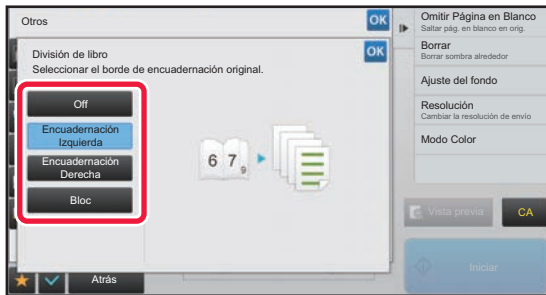 Otros
OK
División de libro
Seleccionar el borde de encuadernación original.
OK
Off
Encuadernación
Izquierda
Encuadernación
Derecha
Bloc
6 7 9
Atrás
Omitir Página en Blanco
Saltar pág. en blanco en orig.
Borrar
Borrar sombra alrededor
Ajuste del fondo
Resolución
Cambiar la resolución de envío
Modo Color
Vista previa
CA
Iniciar